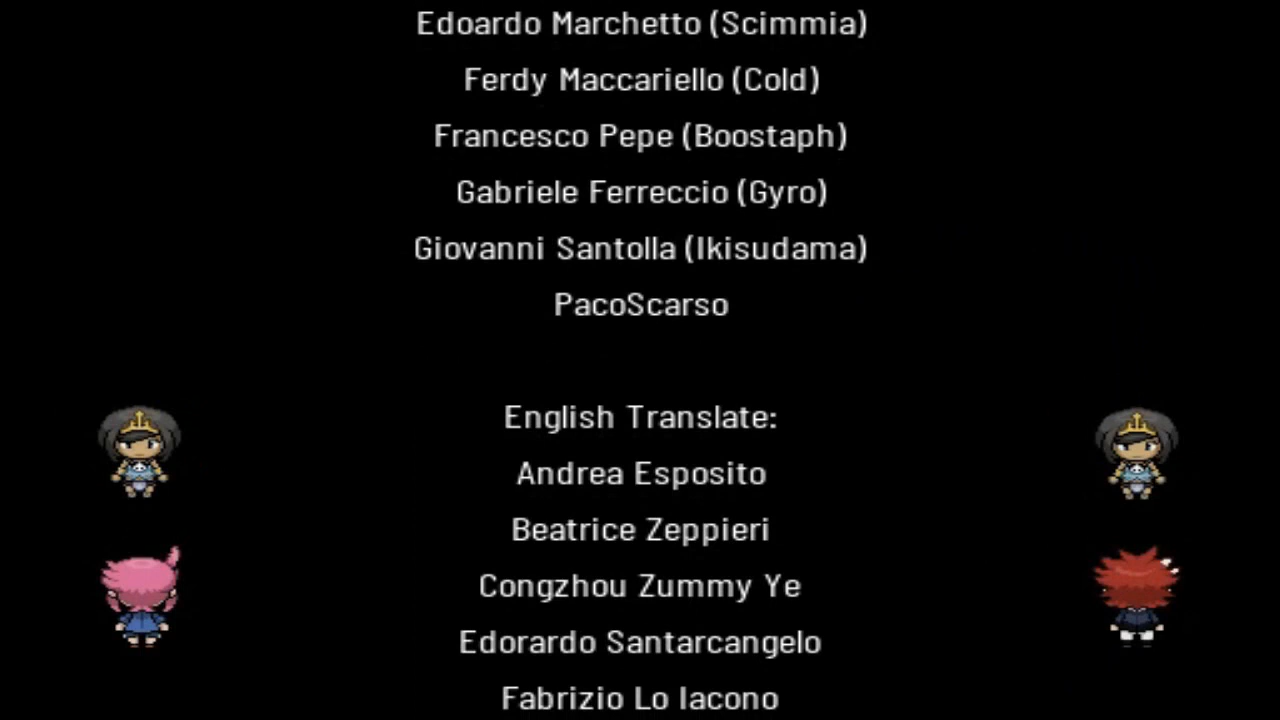 Edoardo Marchetto (Scimmia)
Ferdy Maccariello (Cold)
Francesco Pepe (Boostaph)
Gabriele Ferreccio (Gyro)
Giovanni Santolla (Ikisudama)
PacoScarso
English Translate:
Andrea Esposito
Beatrice Zeppieri
Congzhou Zummy Ye
Edorardo Santarcangelo
Fabrizio Lo Iacono